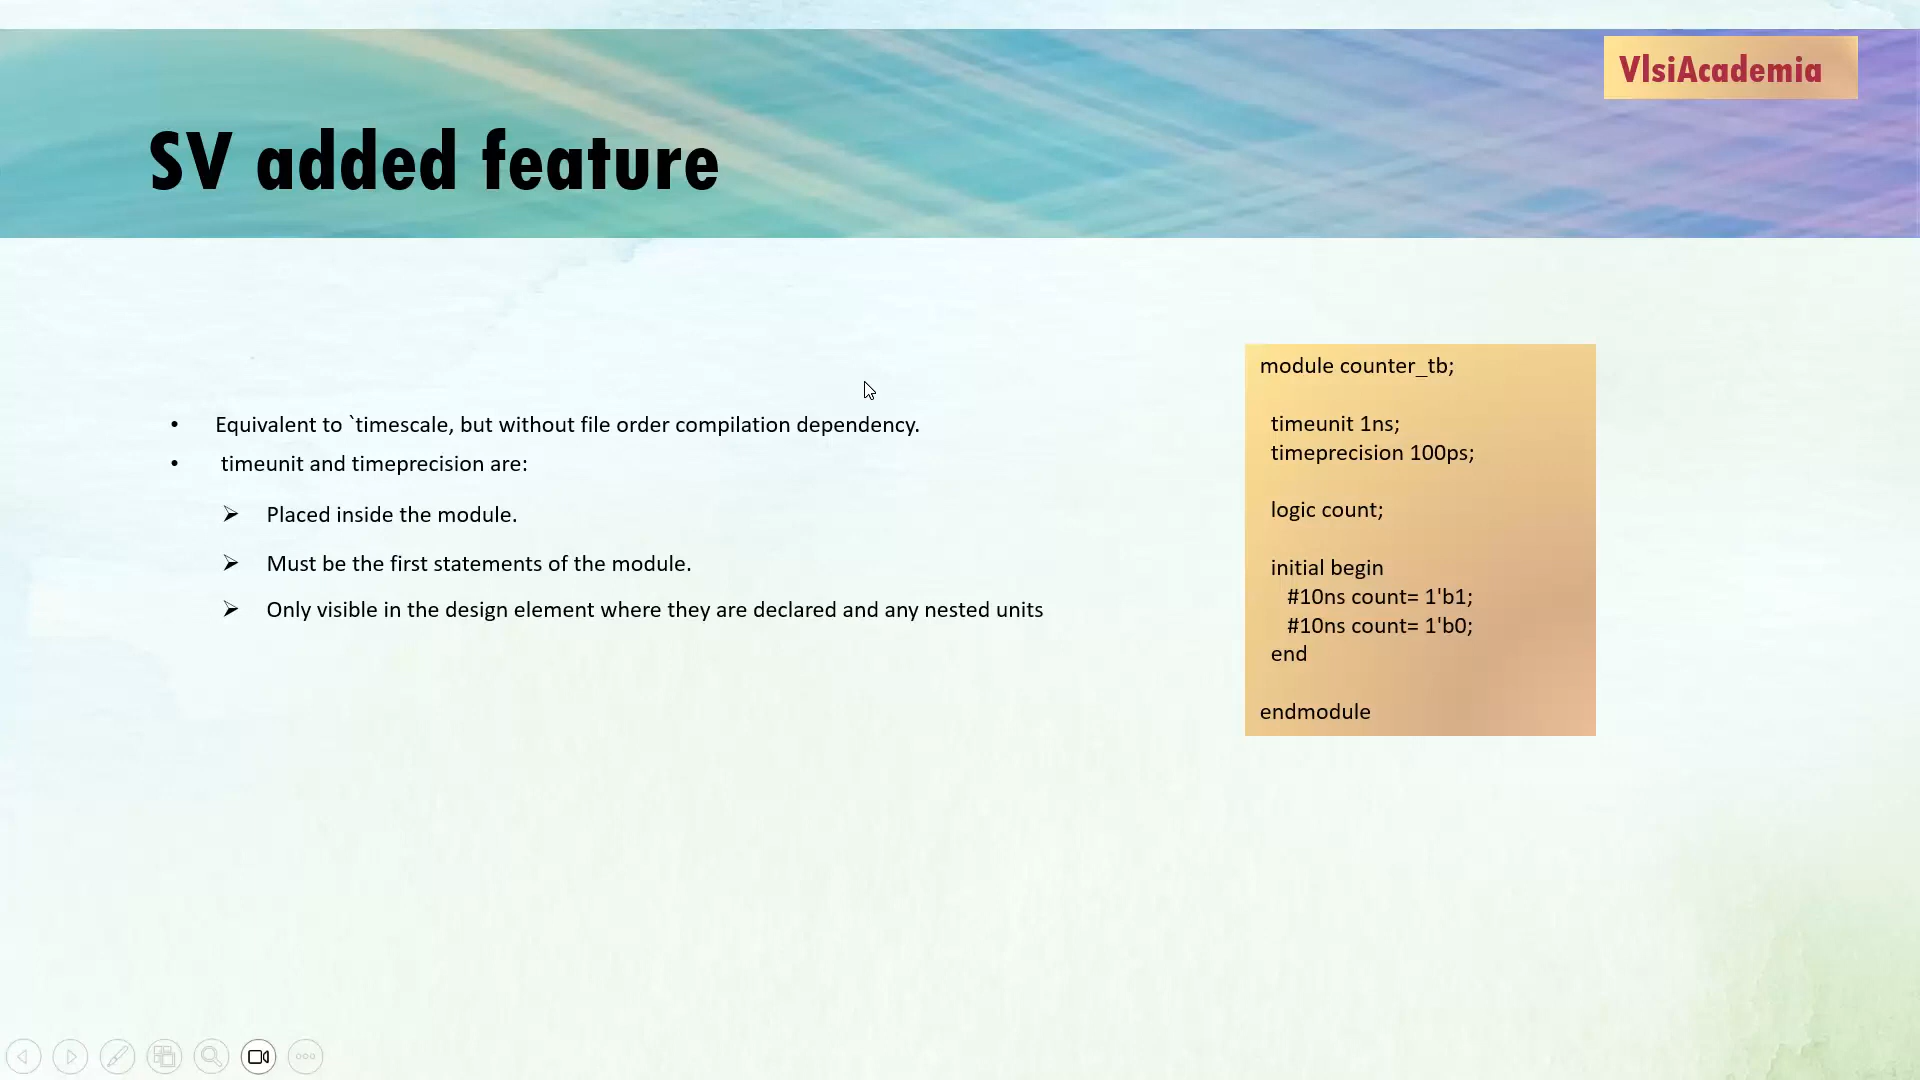 VlsiAcademia
SV added feature
• Equivalent to `timescale, but without file order compilation dependency.
• timeunit and timeprecision are:
➢ Placed inside the module.
➢ Must be the first statements of the module.
➢ Only visible in the design element where they are declared and any nested units
module counter_tb;
timeunit 1ns;
timeprecision 100ps;
logic count;
initial begin
#10ns count= 1'b1;
#10ns count= 1'b0;
end
endmodule